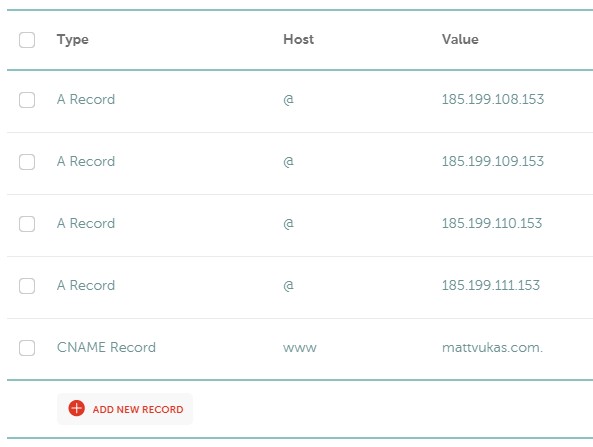 Type Host Value
A Record @ 185.199.108.153
A Record @ 185.199.109.153
A Record @ 185.199.110.153
A Record @ 185.199.111.153
CNAME Record www mattvukas.com.
ADD NEW RECORD